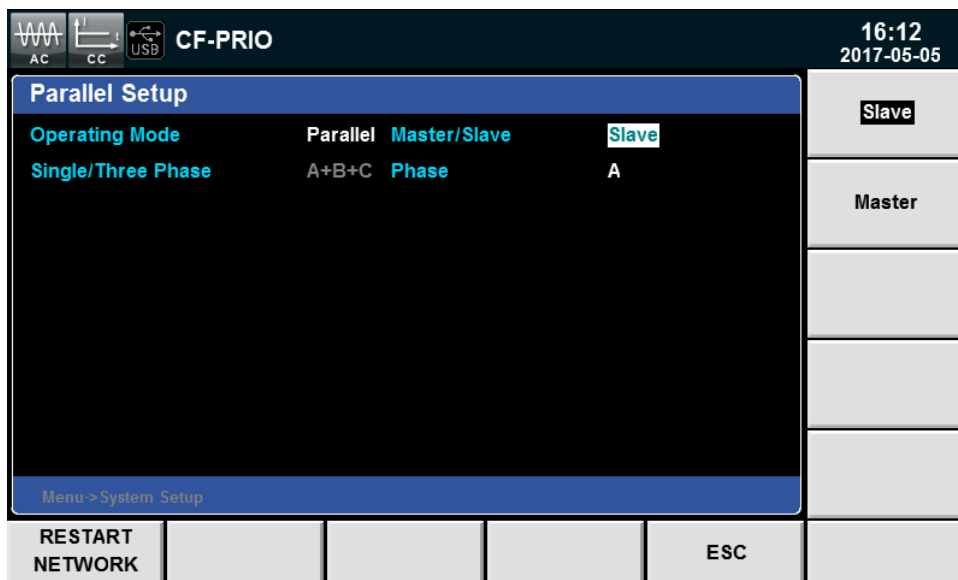 AC CC USB CF-PRIO 16:12
2017-05-05
Parallel Setup
Operating Mode Parallel Master/Slave Slave
Single/Three Phase A+B+C Phase A
Menu->System Setup
Slave
Master
RESTART
NETWORK
ESC